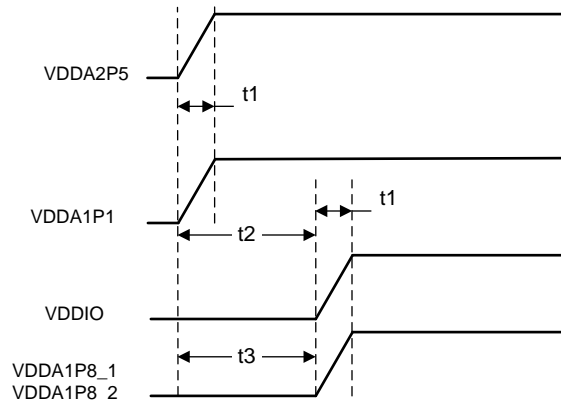 VDDA2P5
t1
VDDA1P1
t1
t2
VDDIO
t3
VDDA1P8_1
VDDA1P8_2